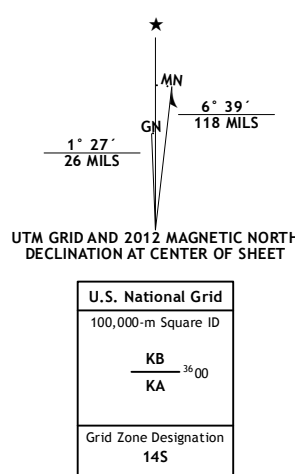 ★
MN
GN
6° 39´
118 MILS
1° 27´
26 MILS
UTM GRID AND 2012 MAGNETIC NORTH
DECLINATION AT CENTER OF SHEET
U.S. National Grid
100,000-m Square ID
KB
3600
KA
Grid Zone Designation
14S